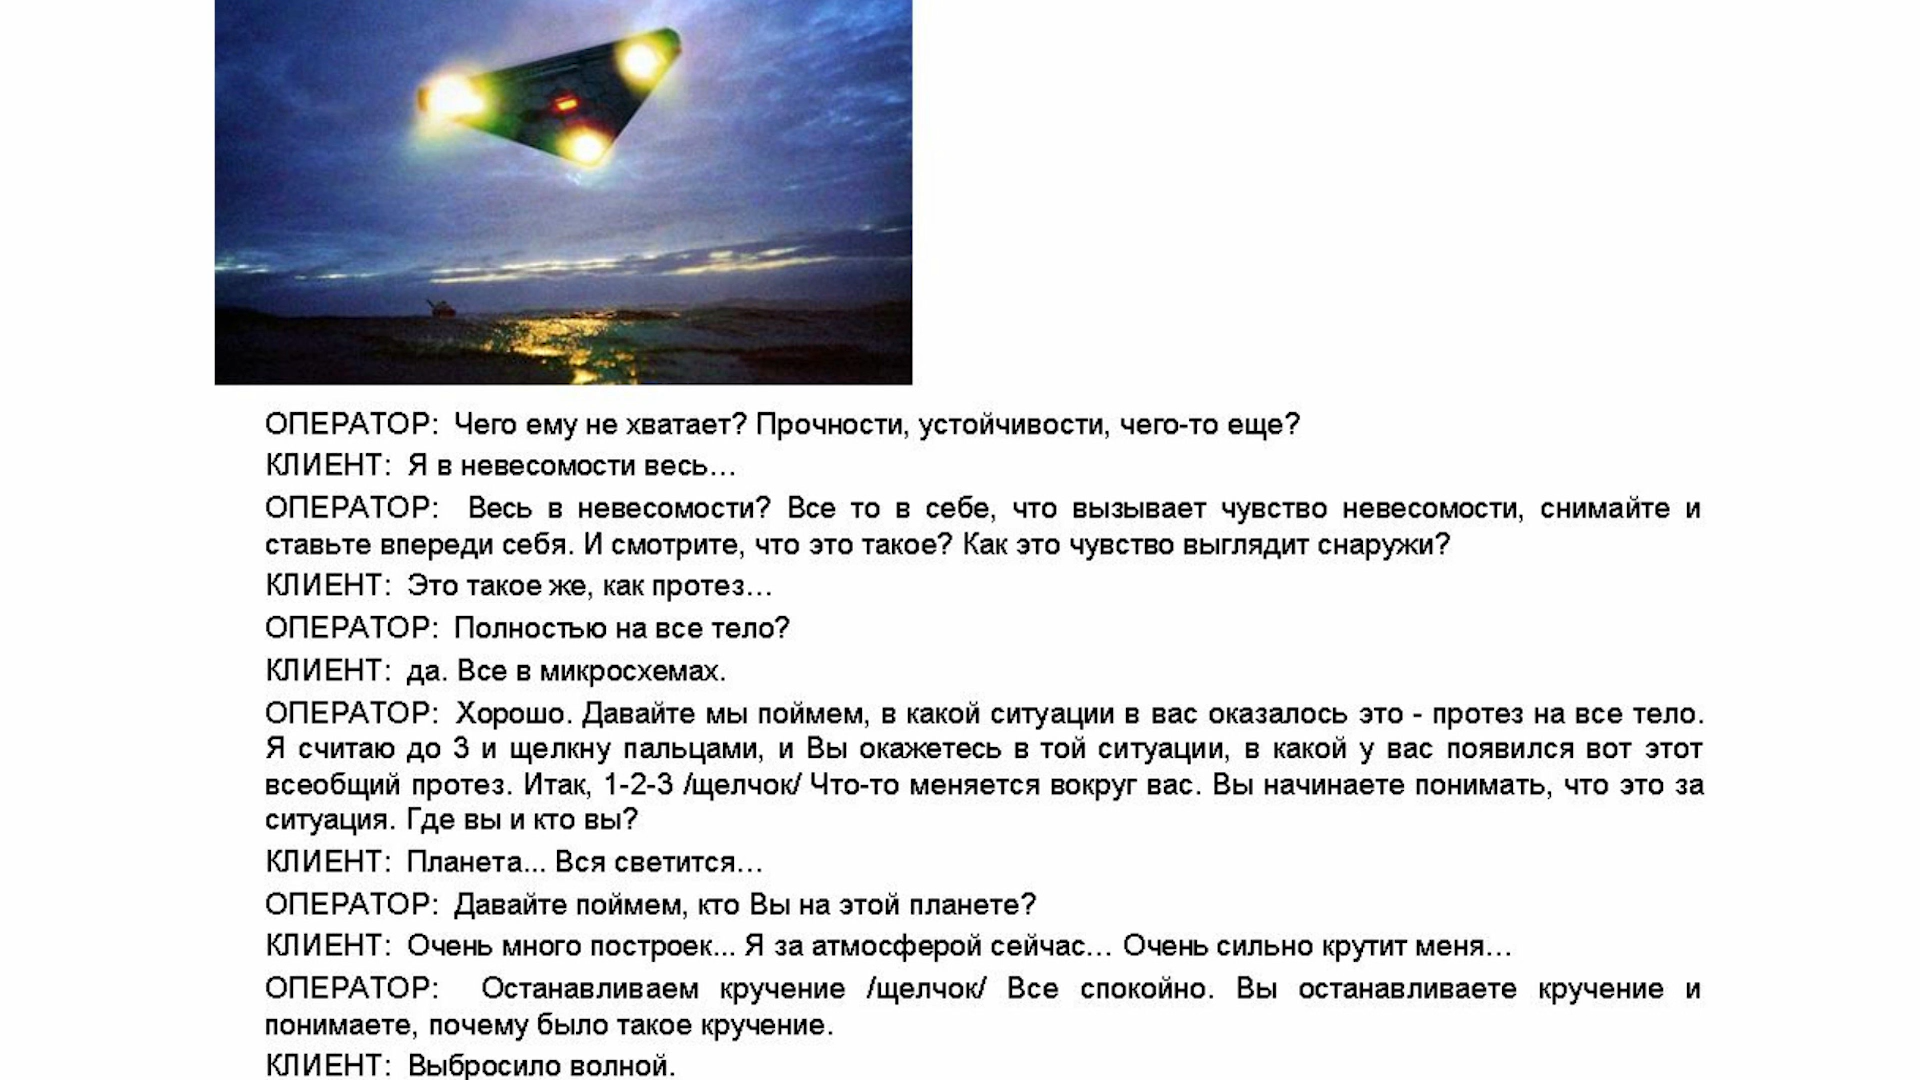 ОПЕРАТОР: Чего ему не хватает? Прочности, устойчивости, чего-то еще?
КЛИЕНТ: Я в невесомости весь…
ОПЕРАТОР: Весь в невесомости? Все то в себе, что вызывает чувство невесомости, снимайте и
ставьте впереди себя. И смотрите, что это такое? Как это чувство выглядит снаружи?
КЛИЕНТ: Это такое же, как протез…
ОПЕРАТОР: Полностью на все тело?
КЛИЕНТ: да. Все в микросхемах.
ОПЕРАТОР: Хорошо. Давайте мы поймем, в какой ситуации в вас оказалось это - протез на все тело.
Я считаю до 3 и щелкну пальцами, и Вы окажетесь в той ситуации, в какой у вас появился вот этот
всеобщий протез. Итак, 1-2-3 /щелчок/ Что-то меняется вокруг вас. Вы начинаете понимать, что это за
ситуация. Где вы и кто вы?
КЛИЕНТ: Планета... Вся светится…
ОПЕРАТОР: Давайте поймем, кто Вы на этой планете?
КЛИЕНТ: Очень много построек... Я за атмосферой сейчас… Очень сильно крутит меня…
ОПЕРАТОР: Останавливаем кручение /щелчок/ Все спокойно. Вы останавливаете кручение и
понимаете, почему было такое кручение.
КЛИЕНТ: Выбросило волной.